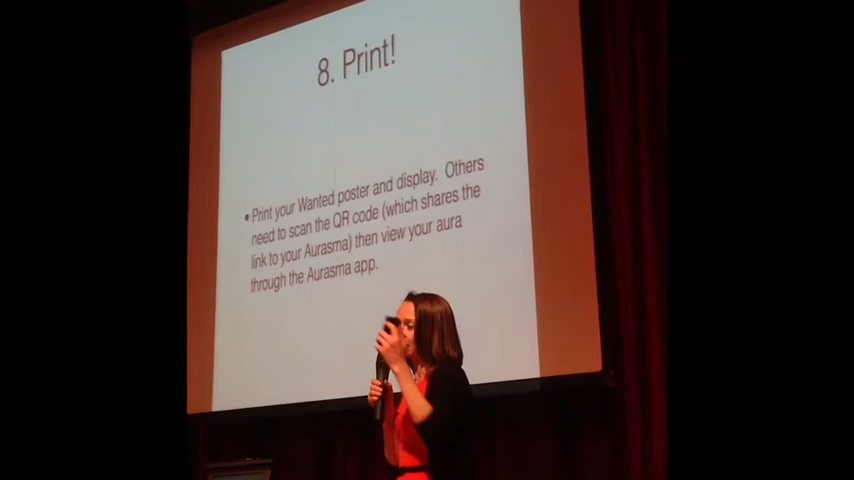 8. Print!
• Print your Wanted poster and display.  Others
need to scan the QR code (which shares the
link to your Aurasma) then view your aura
through the Aurasma app.